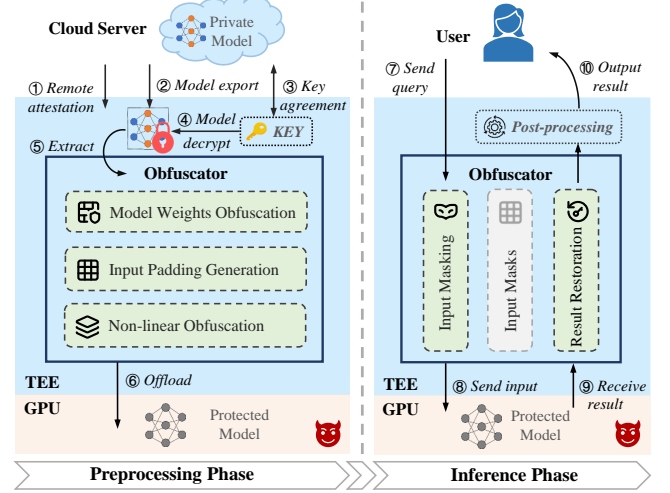 Cloud Server
Private
Model
① Remote
attestation
② Model export
③ Key
agreement
④ Model
decrypt
KEY
⑤ Extract
Obfuscator
Model Weights Obfuscation
Input Padding Generation
Non-linear Obfuscation
⑥ Offload
TEE
GPU
Protected
Model
Preprocessing Phase
User
⑦ Send
query
⑩ Output
result
Post-processing
Obfuscator
Input Masking
Input Masks
Result Restoration
TEE
⑧ Send input
⑨ Receive
result
GPU
Protected
Model
Inference Phase